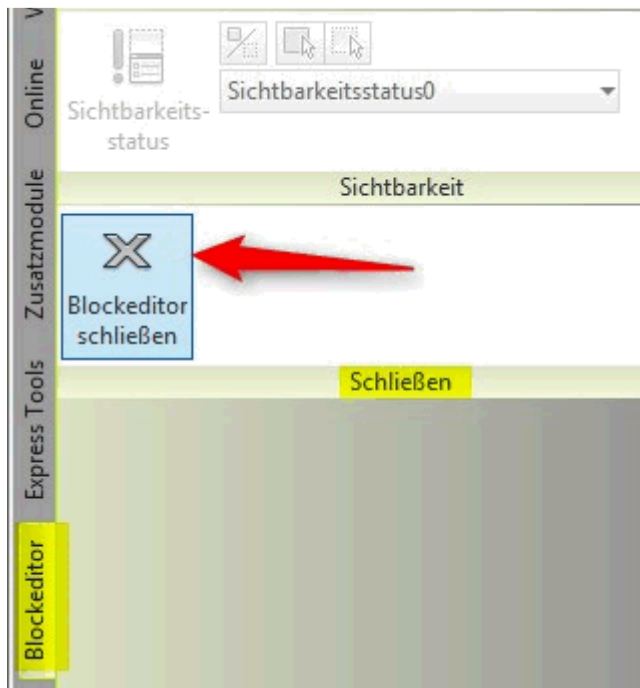 Online
Zusatzmodule
Express Tools
Blockeditor
Sichtbarkeits-
status
Sichtbarkeitsstatus0
Sichtbarkeit
Blockeditor
schließen
Schließen